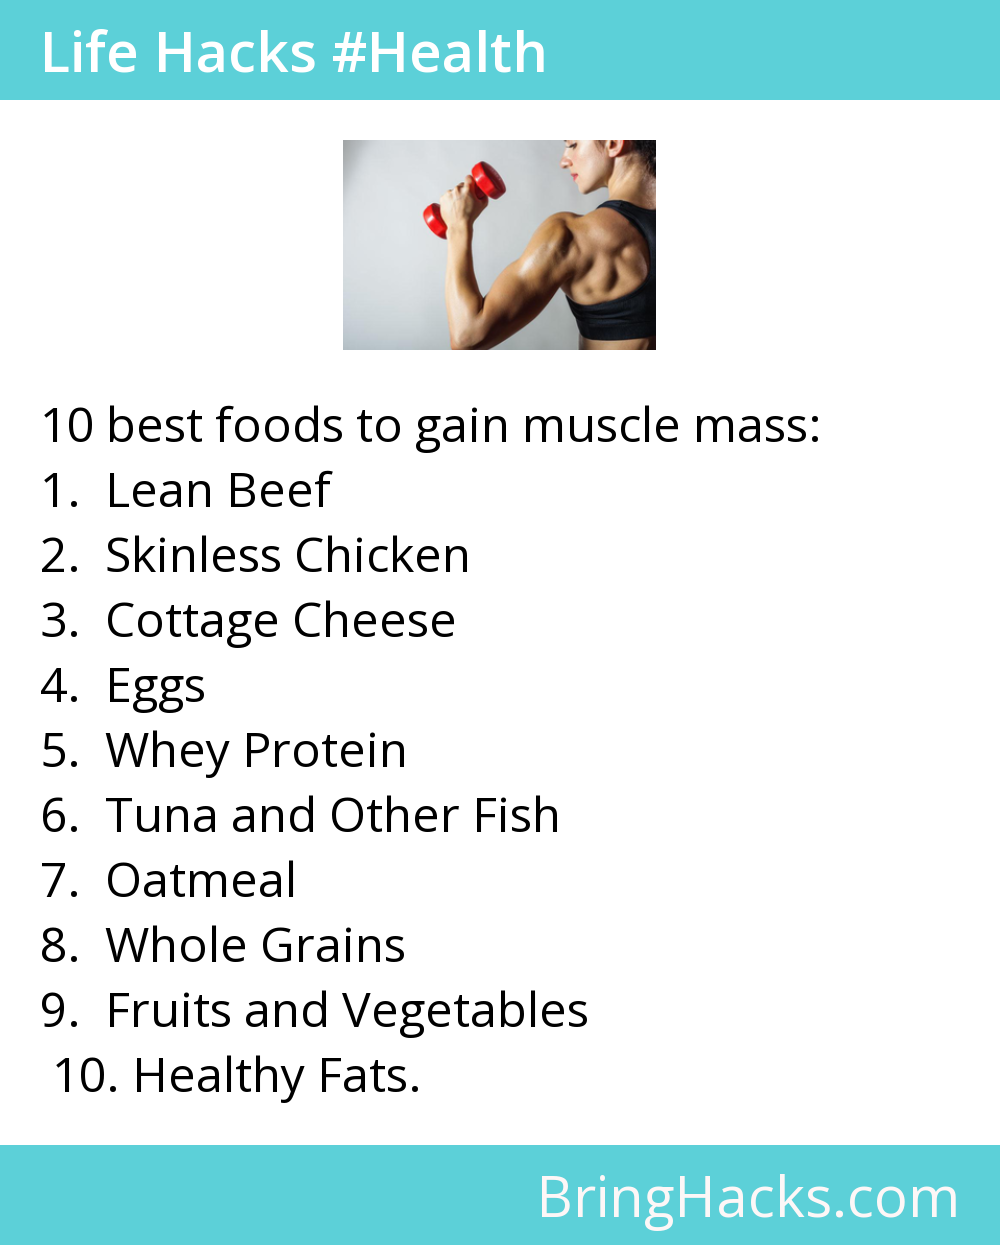 Life Hacks #Health
10 best foods to gain muscle mass:
1. Lean Beef
2. Skinless Chicken
3. Cottage Cheese
4. Eggs
5. Whey Protein
6. Tuna and Other Fish
7. Oatmeal
8. Whole Grains
9. Fruits and Vegetables
10. Healthy Fats.
BringHacks.com